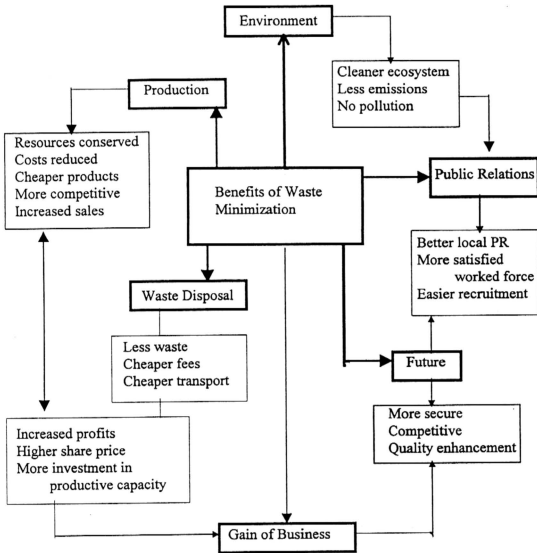 Environment
Cleaner ecosystem
Less emissions
No pollution
Production
Resources conserved
Costs reduced
Cheaper products
More competitive
Increased sales
Benefits of Waste
Minimization
Public Relations
Better local PR
More satisfied
worked force
Easier recruitment
Waste Disposal
Less waste
Cheaper fees
Cheaper transport
Future
More secure
Competitive
Quality enhancement
Increased profits
Higher share price
More investment in
productive capacity
Gain of Business